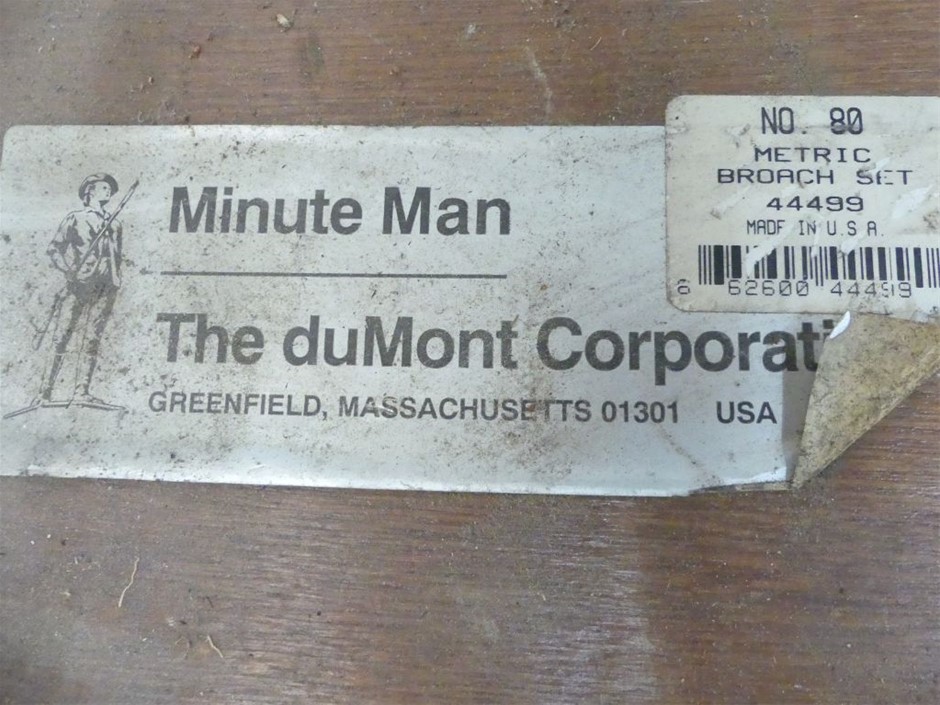 Minute Man
The duMont Corporati
GREENFIELD, MASSACHUSETTS 01301 USA
NO. 80
METRIC
BROACH SET
44499
MADE IN U.S.A.
6 62600 44499